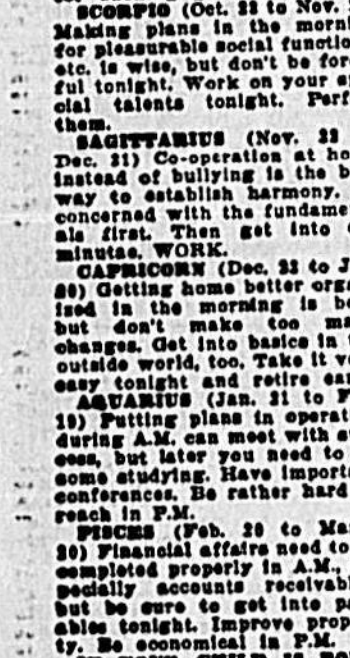 SCORPIO (Oct. 23 to Nov.
Making plans in the morni
for pleasurable social functio
etc. is wise, but don't be for
ful tonight. Work on your
cial talents tonight. Perf
them.
SAGITTARIUS (Nov. 22
Dec. 21) Co-operation at ho
instead of bullying is the b
way to establish harmony.
concerned with the fundame
als first. Then get into
minutae. WORK.
CAPRICORN (Dec. 22 to J
20) Getting home better orga
ized in the morning is be
but don't make too ma
changes. Get into basics in
outside world, too. Take it v
easy tonight and retire ear
AQUARIUS (Jan. 21 to F
19) Putting plans in operat
during A.M. can meet with
cess, but later you need to
some studying. Have importa
conferences. Be rather hard
reach in P.M.
PISCES (Feb. 20 to Ma
20) Financial affairs need to
completed properly in A.M.,
pecially accounts receivab
but be sure to get into pa
ables tonight. Improve prop
ty. Be economical in P.M.